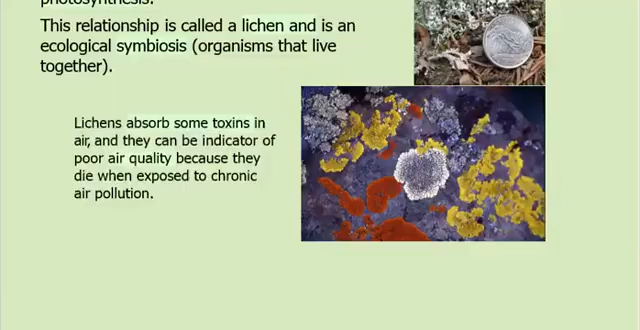 photosynthesis.
This relationship is called a lichen and is an
ecological symbiosis (organisms that live
together).
Lichens absorb some toxins in
air, and they can be indicator of
poor air quality because they
die when exposed to chronic
air pollution.